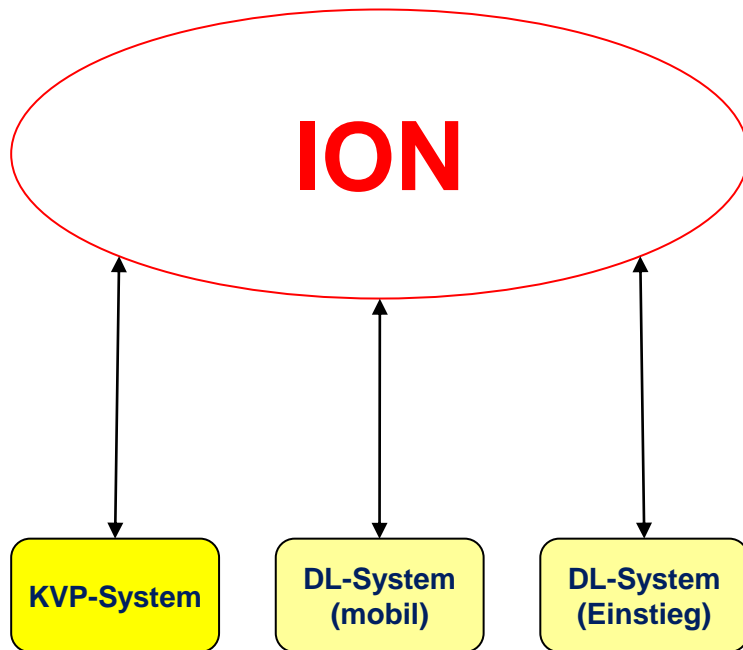 ION
KVP-System
DL-System
(mobil)
DL-System
(Einstieg)